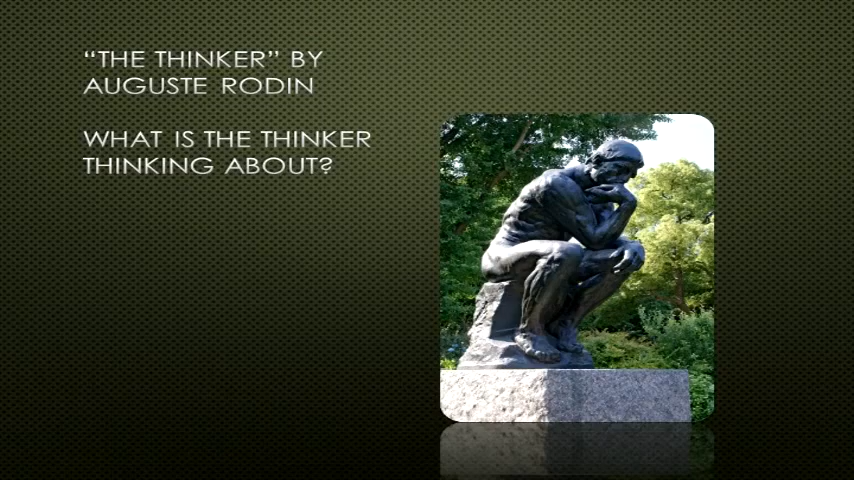 “THE THINKER” BY
AUGUSTE RODIN
WHAT IS THE THINKER
THINKING ABOUT?